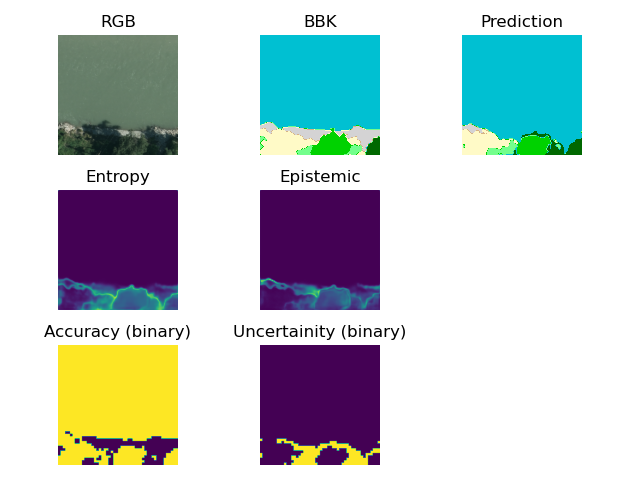 RGB
BBK
Prediction
Entropy
Epistemic
Accuracy (binary)
Uncertainity (binary)